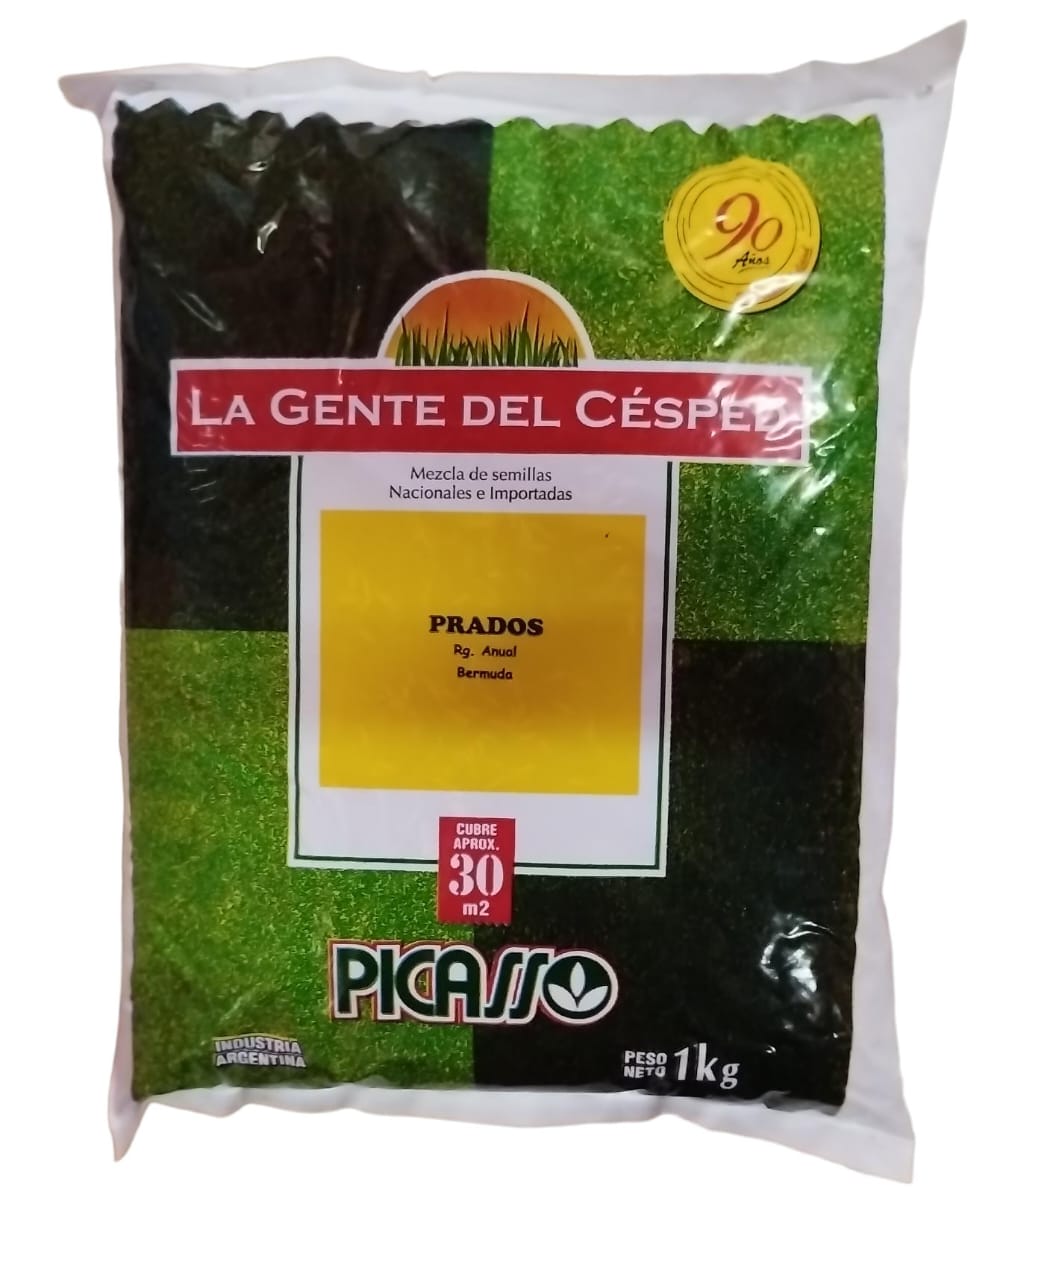 90
Años
LA GENTE DEL CÉSPED
Mezcla de semillas
Nacionales e Importadas
PRADOS
Rg. Anual
Bermuda
CUBRE
APROX.
30
m2
PICASSO
INDUSTRIA
ARGENTINA
PESO
NETO
1kg